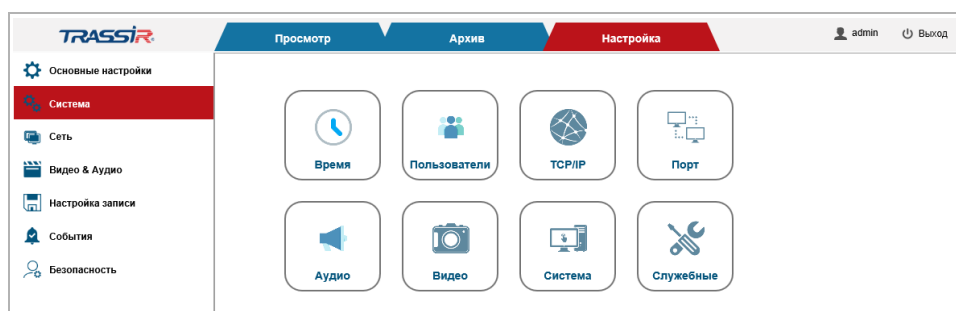 TRASSIR
Просмотр
Архив
Настройка
admin
Выход
Основные настройки
Система
Сеть
Видео & Аудио
Настройка записи
События
Безопасность
Время
Пользователи
TCP/IP
Порт
Аудио
Видео
Система
Служебные